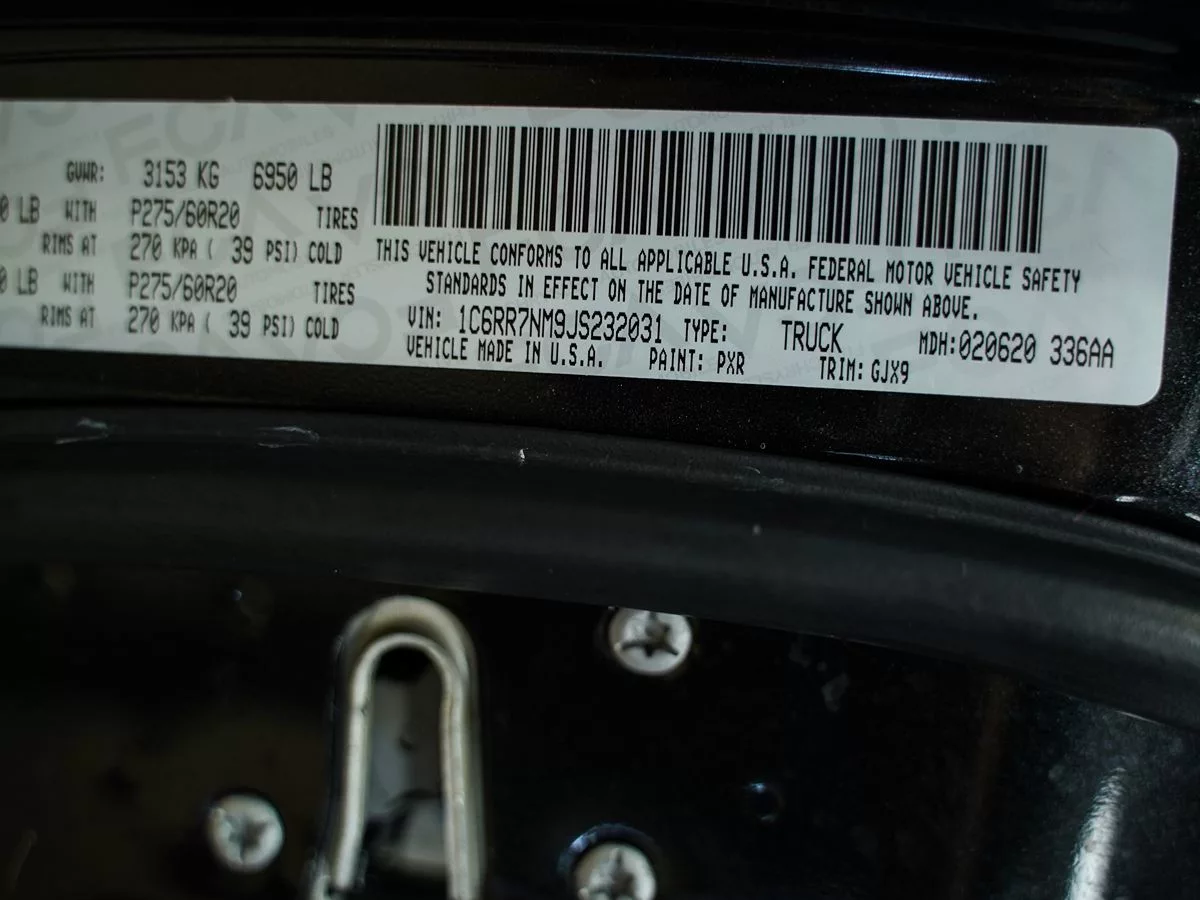 GVWR: 3153 KG 6950 LB
0 LB WITH P275/60R20 TIRES
RIMS AT 270 KPA ( 39 PSI) COLD
0 LB WITH P275/60R20 TIRES
RIMS AT 270 KPA ( 39 PSI) COLD
THIS VEHICLE CONFORMS TO ALL APPLICABLE U.S.A. FEDERAL MOTOR VEHICLE SAFETY
STANDARDS IN EFFECT ON THE DATE OF MANUFACTURE SHOWN ABOVE.
VIN: 1C6RR7NM9JS232031 TYPE: TRUCK MDH:020620 336AA
VEHICLE MADE IN U.S.A. PAINT: PXR TRIM: GJX9